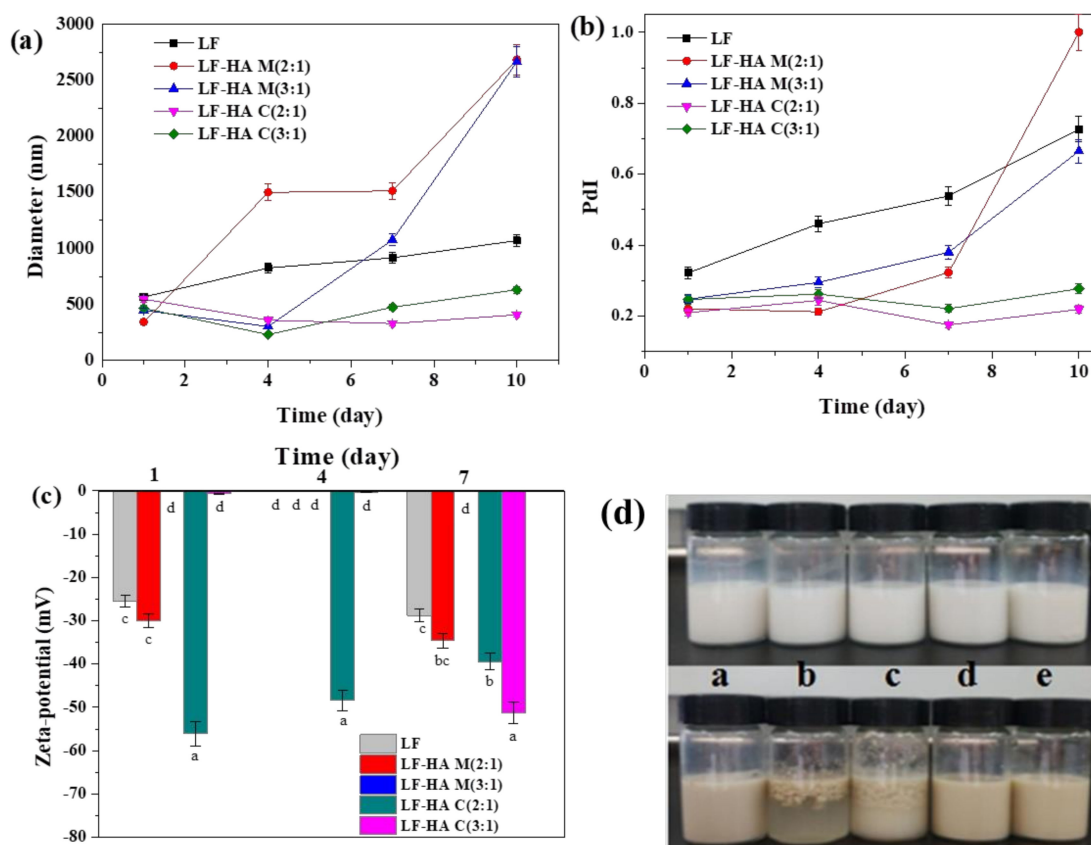 (a)
LF
LF-HA M(2:1)
LF-HA M(3:1)
LF-HA C(2:1)
LF-HA C(3:1)
Diameter (nm)
3000
2500
2000
1500
1000
500
0
0 2 4 6 8 10
Time (day)
(b)
LF
LF-HA M(2:1)
LF-HA M(3:1)
LF-HA C(2:1)
LF-HA C(3:1)
PdI
1.0
0.8
0.6
0.4
0.2
0 2 4 6 8 10
Time (day)
(c)
Time (day)
1 4 7
Zeta-potential (mV)
0
-10
-20
-30
-40
-50
-60
-70
-80
c c d a d
d d d a d
c bc d b a
LF
LF-HA M(2:1)
LF-HA M(3:1)
LF-HA C(2:1)
LF-HA C(3:1)
(d)
a b c d e